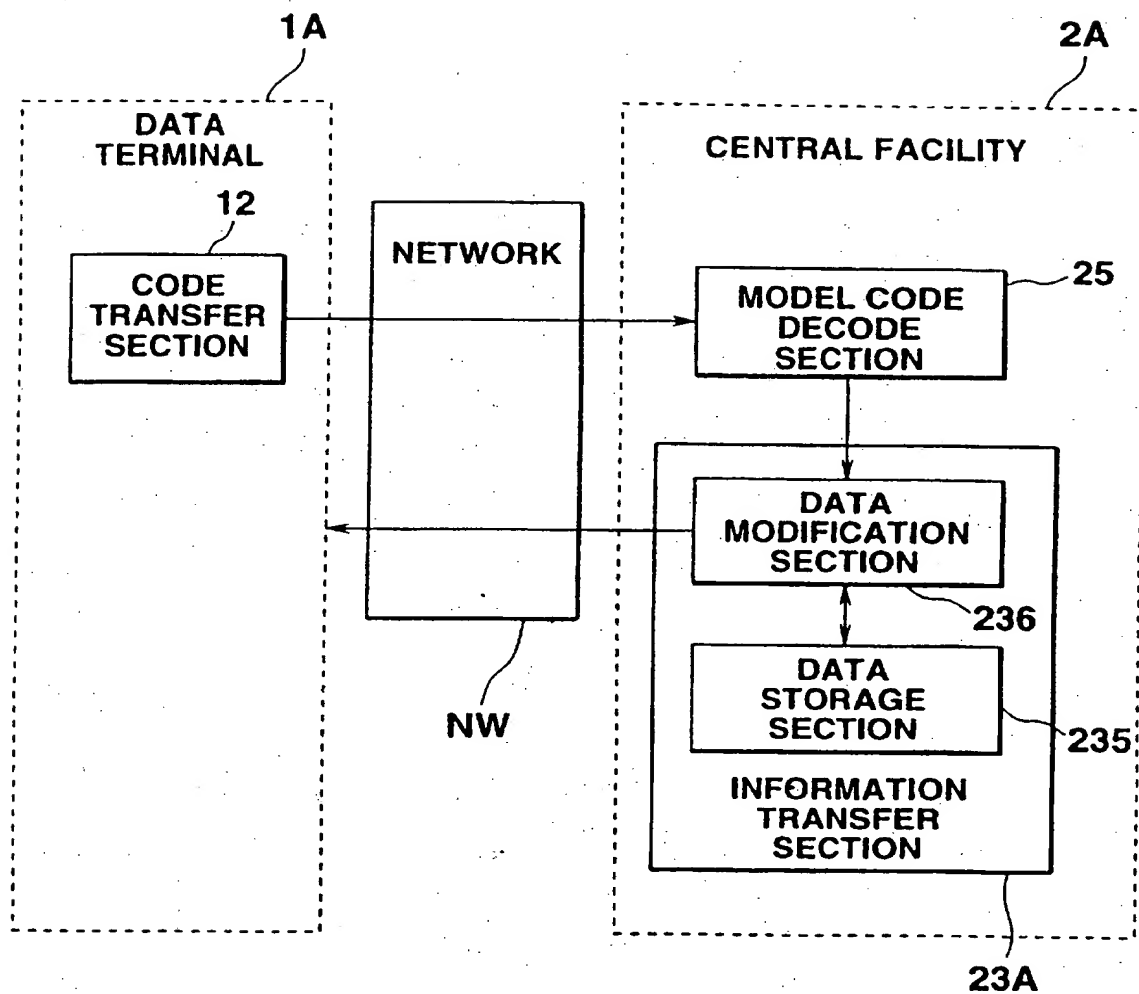 1A
2A
DATA
TERMINAL
CENTRAL FACILITY
12
NETWORK
25
CODE
TRANSFER
SECTION
MODEL CODE
DECODE
SECTION
DATA
MODIFICATION
SECTION
236
DATA
STORAGE
SECTION
NW
235
INFORMATION
TRANSFER
SECTION
23A